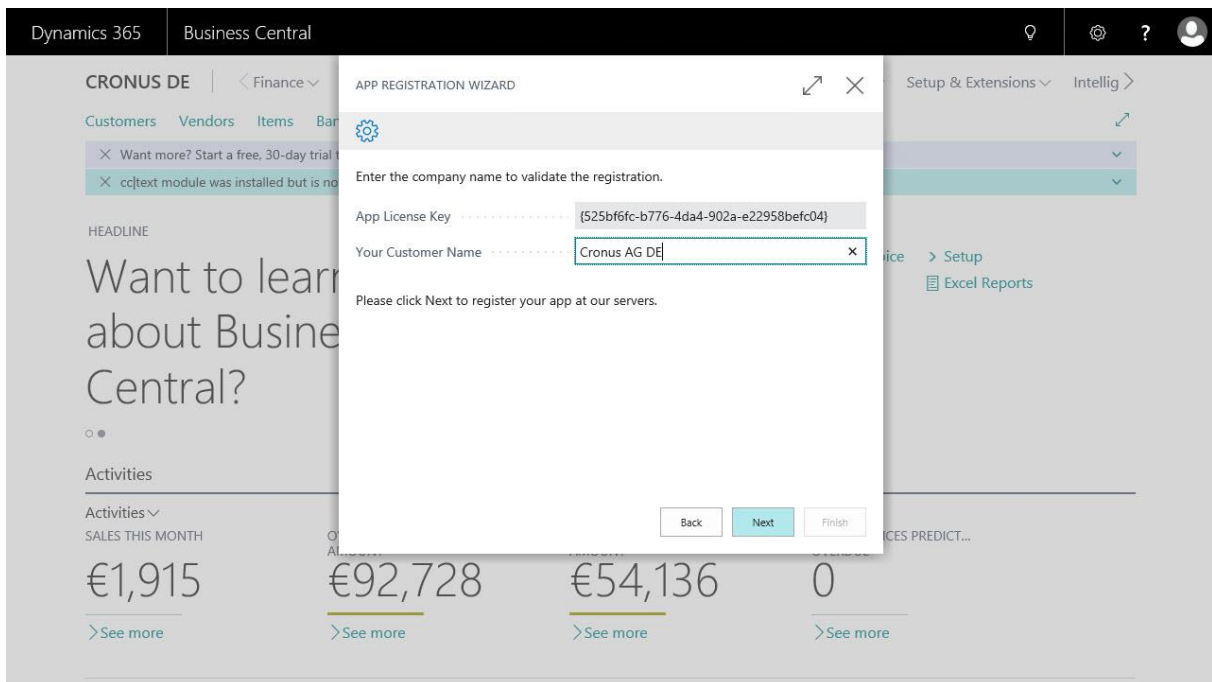 Dynamics 365 Business Central ?
CRONUS DE Finance
Setup & Extensions Intellig
Customers Vendors Items Bar
Want more? Start a free, 30-day trial
cc|text module was installed but is no
HEADLINE
Want to learn
about Busine
Central?
> Setup
Excel Reports
APP REGISTRATION WIZARD
Enter the company name to validate the registration.
App License Key {525bf6fc-b776-4da4-902a-e22958befc04}
Your Customer Name Cronus AG DE
Please click Next to register your app at our servers.
Back Next Finish
Activities
Activities
SALES THIS MONTH
€1,915 €92,728 €54,136 0
>See more >See more >See more >See more